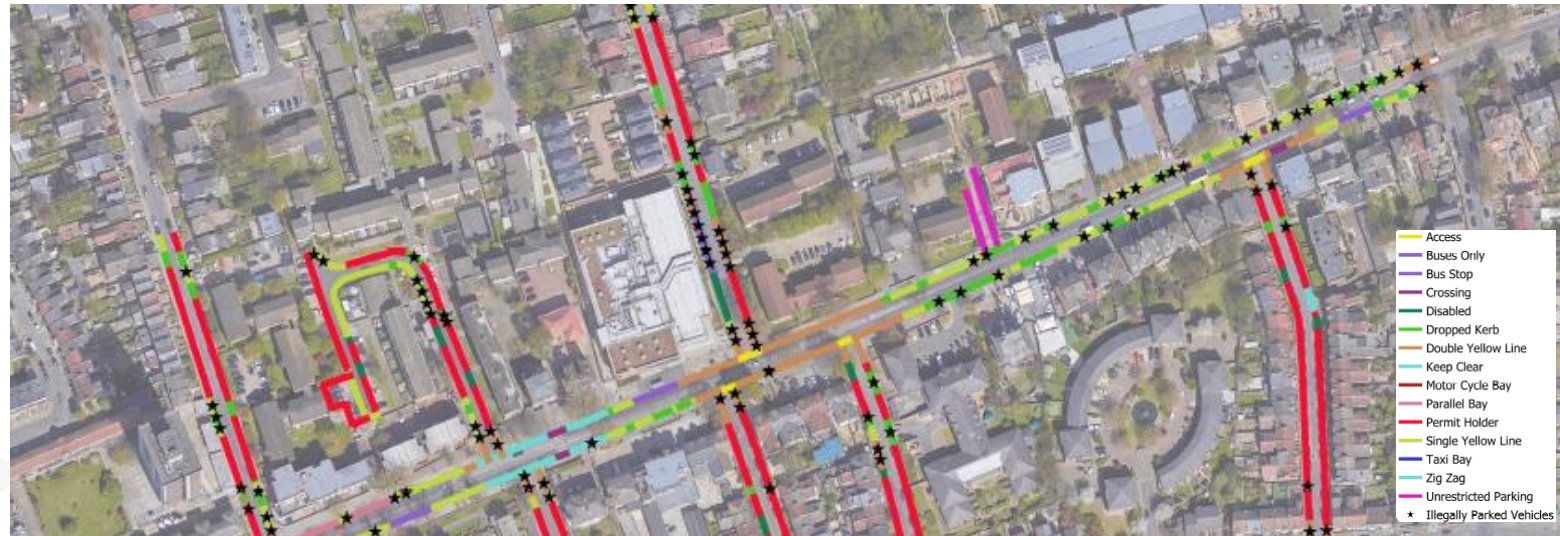 Access
Buses Only
Bus Stop
Crossing
Disabled
Dropped Kerb
Double Yellow Line
Keep Clear
Motor Cycle Bay
Parallel Bay
Permit Holder
Single Yellow Line
Taxi Bay
Zig Zag
Unrestricted Parking
Illegally Parked Vehicles